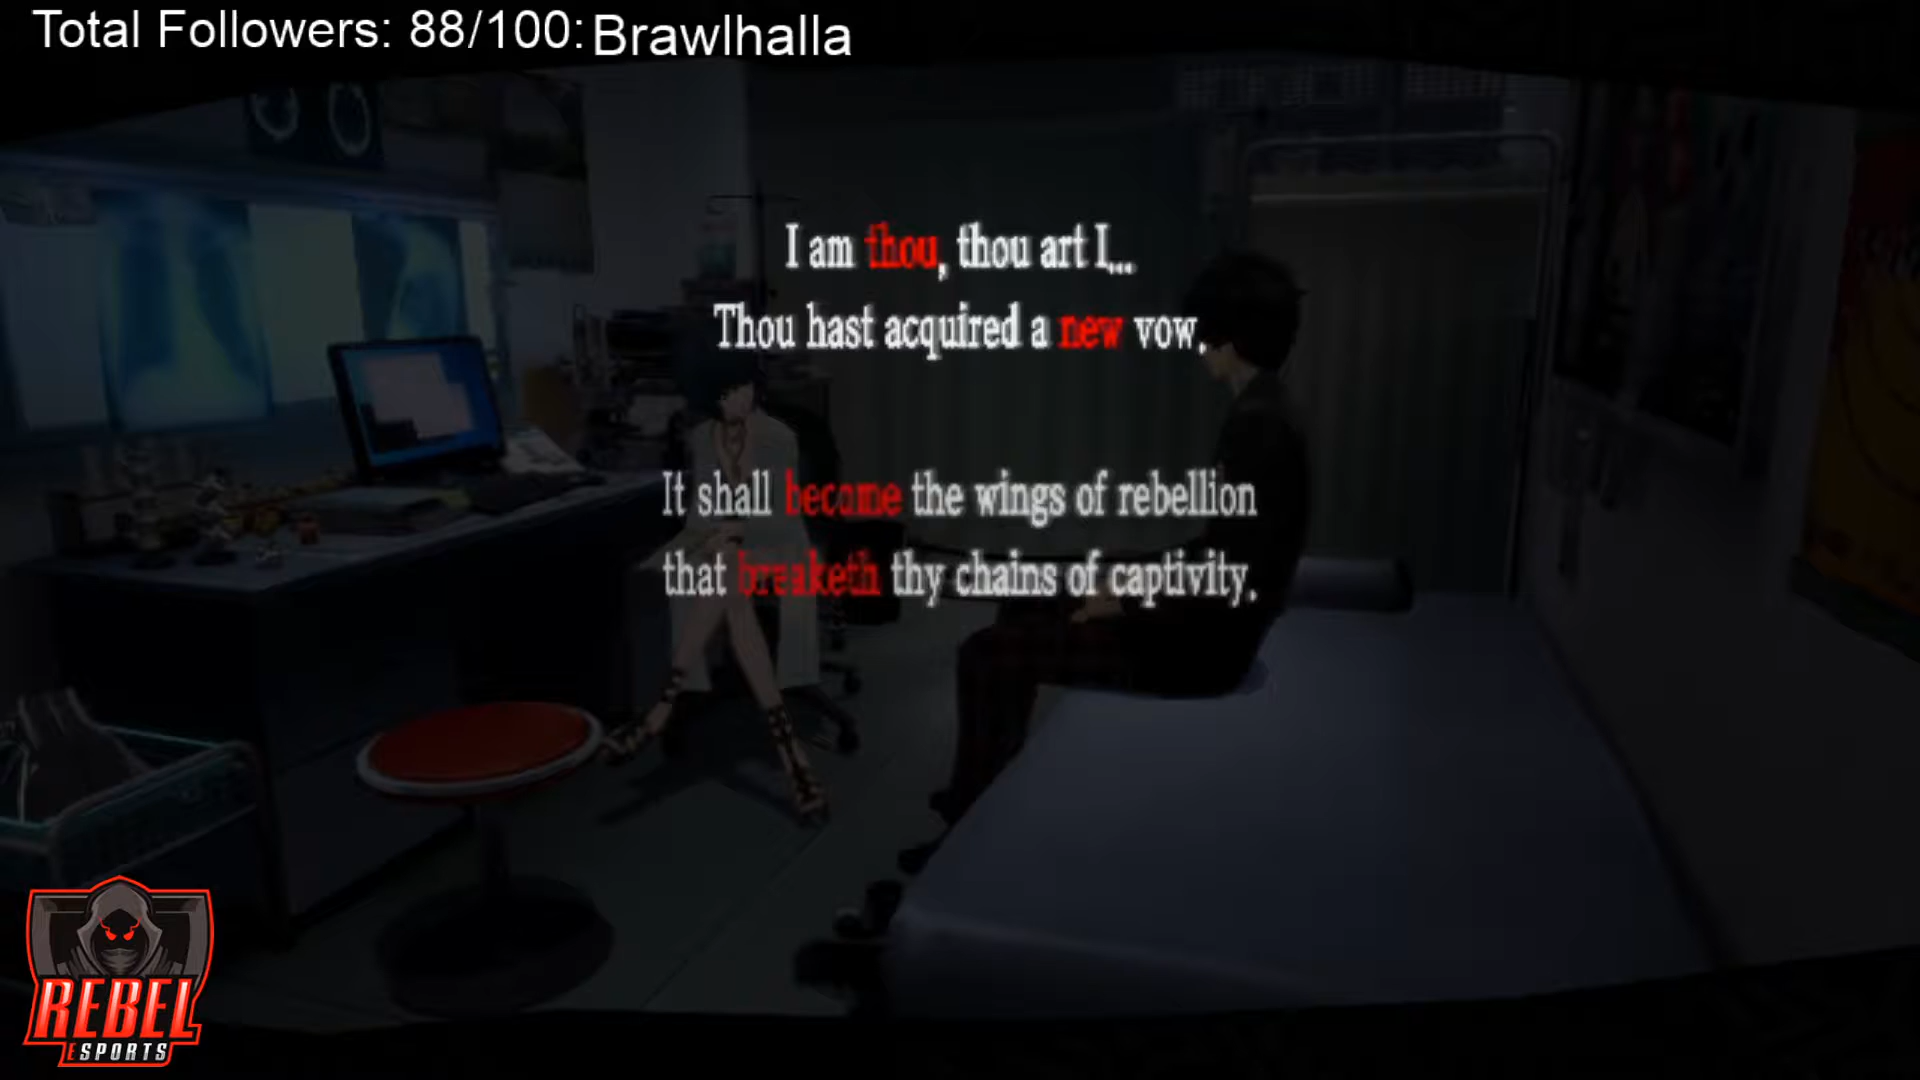 Total Followers: 88/100: Brawlhalla
I am thou, thou art I...
Thou hast acquired a new vow.
It shall become the wings of rebellion
that breaketh thy chains of captivity.
REBEL
ESPORTS